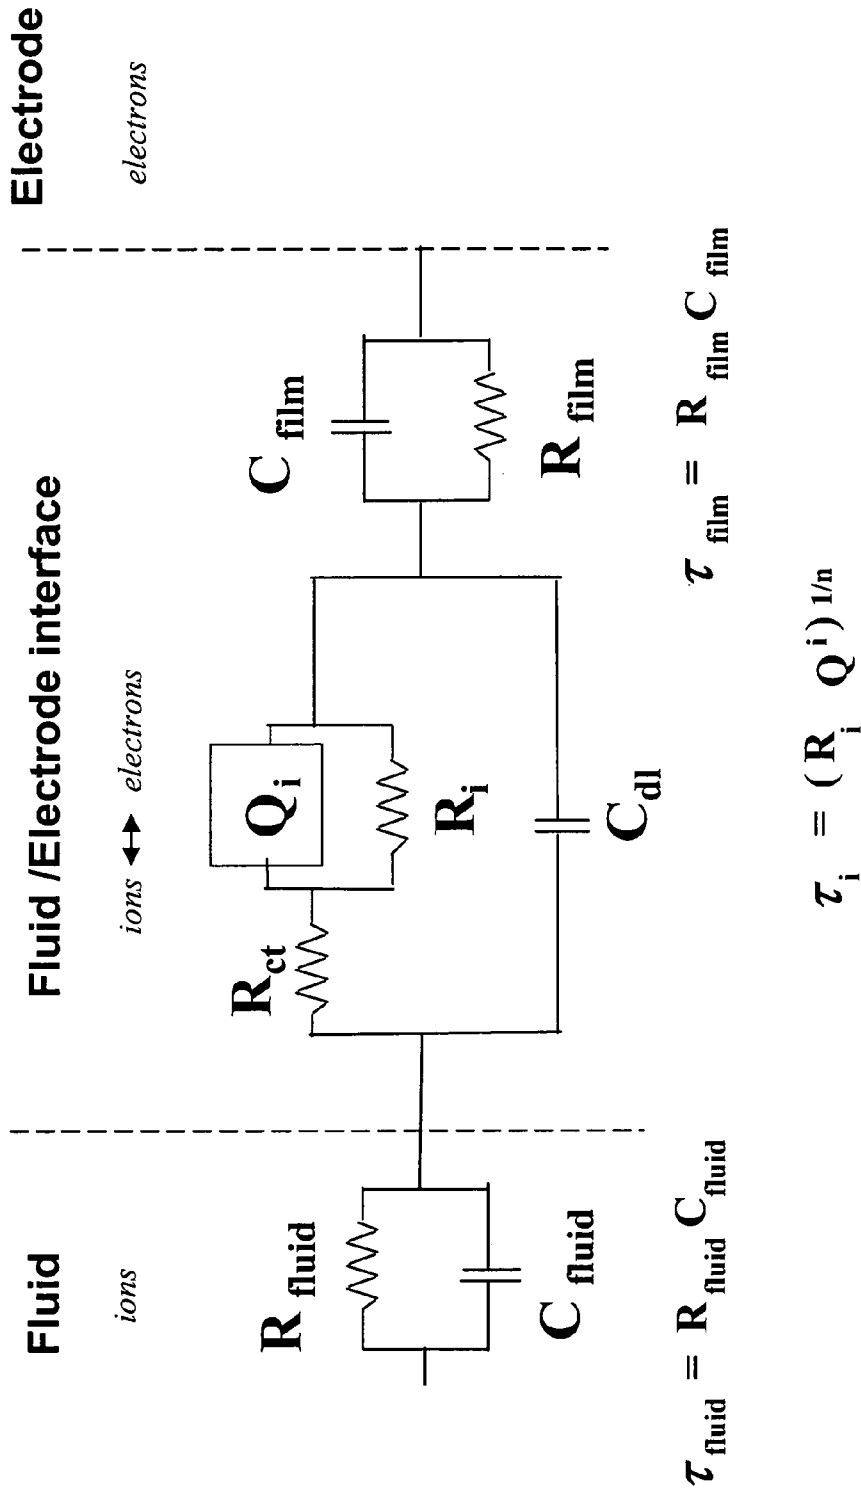 Fluid Fluid /Electrode interface Electrode
ions ions ↔ electrons electrons
R fluid
C fluid
R ct
Q i
R i
C dl
C film
R film
τ fluid = R fluid C fluid
τ film = R film C film
τ i = ( R i Q i ) 1/n